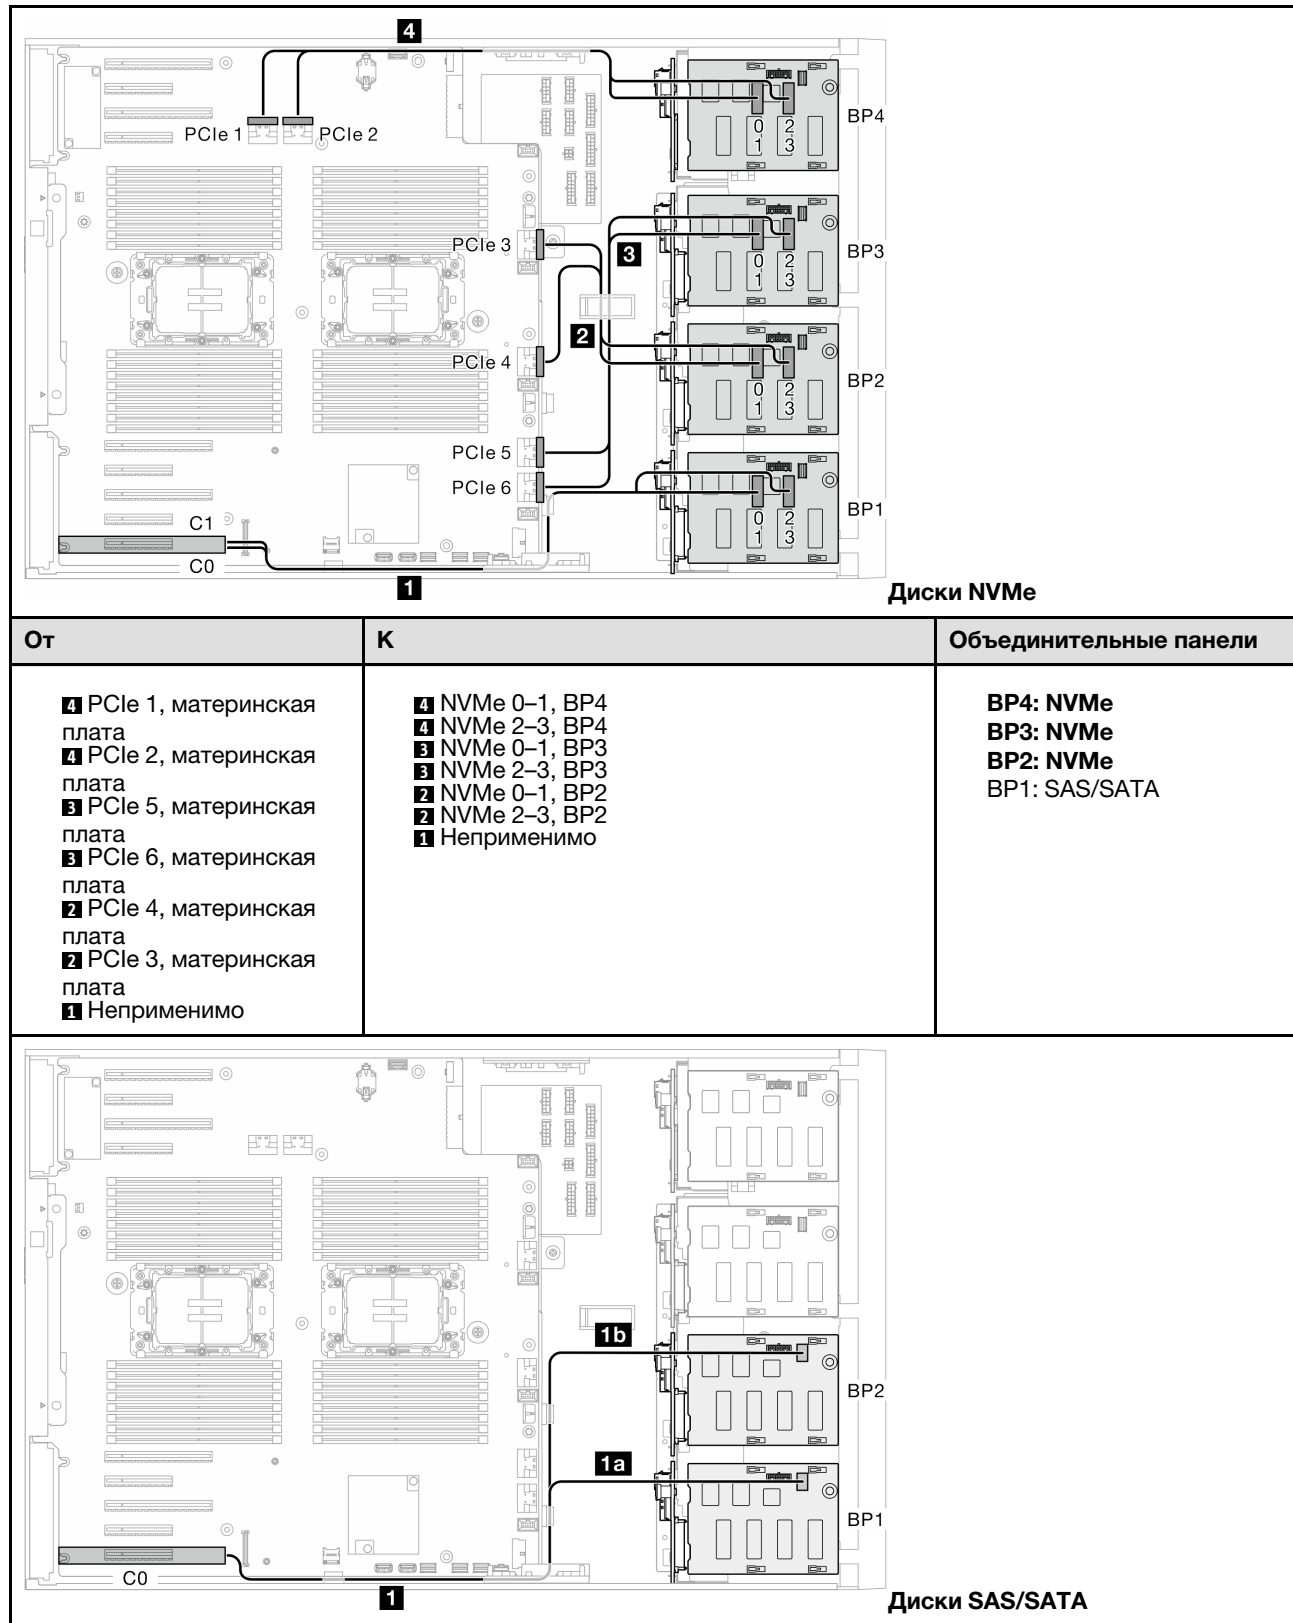 4
PCIe 1
PCIe 2
0 2
1 3
BP4
PCIe 3
3
0 2
1 3
BP3
2
PCIe 4
0 2
1 3
BP2
PCIe 5
PCIe 6
0 2
1 3
BP1
C1
C0
1
Диски NVMe
От
К
Объединительные панели
4 PCIe 1, материнская
плата
4 PCIe 2, материнская
плата
3 PCIe 5, материнская
плата
3 PCIe 6, материнская
плата
2 PCIe 4, материнская
плата
2 PCIe 3, материнская
плата
1 Неприменимо
4 NVMe 0–1, BP4
4 NVMe 2–3, BP4
3 NVMe 0–1, BP3
3 NVMe 2–3, BP3
2 NVMe 0–1, BP2
2 NVMe 2–3, BP2
1 Неприменимо
BP4: NVMe
BP3: NVMe
BP2: NVMe
BP1: SAS/SATA
1b
BP2
1a
BP1
C0
1
Диски SAS/SATA